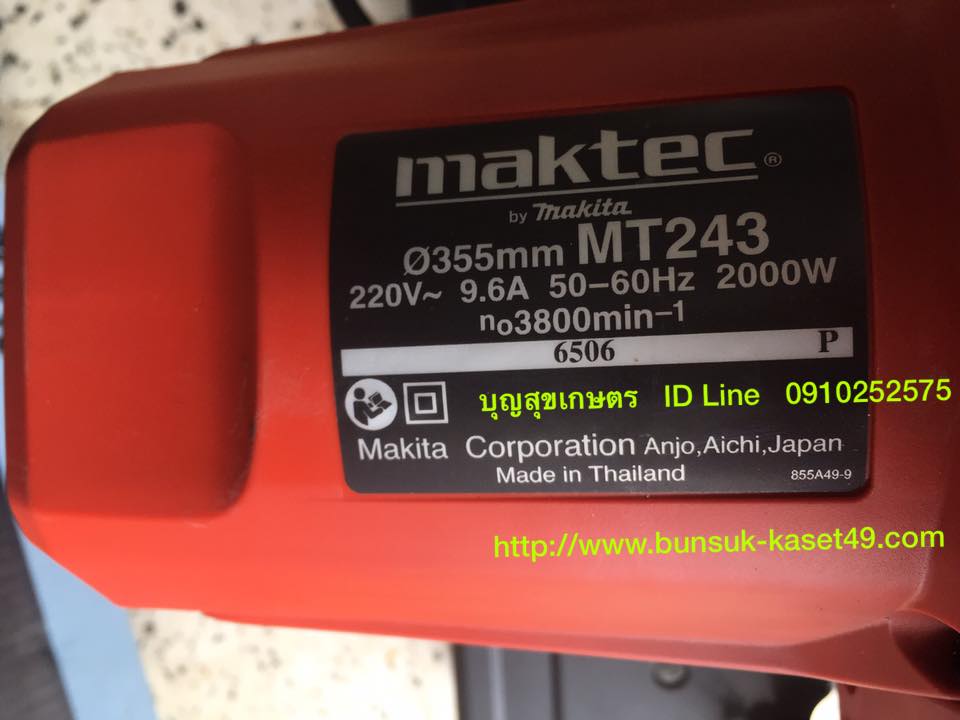 maktec®
by makita
Ø355mm MT243
220V~ 9.6A 50–60Hz 2000W
no3800min–1
6506 P
บุญสุขเกษตร ID Line 0910252575
Makita Corporation Anjo,Aichi,Japan
Made in Thailand 855A49-9
http://www.bunsuk-kaset49.com